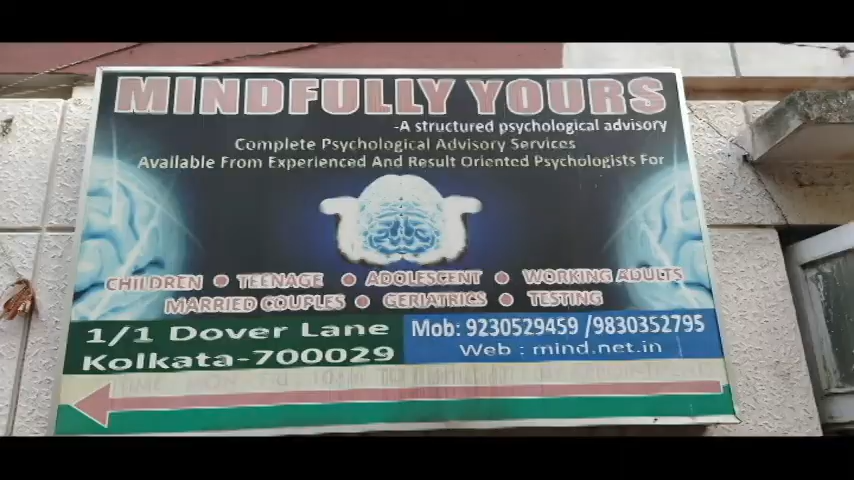 MINDFULLY YOURS
-A structured psychological advisory
Complete Psychological Advisory Services
Available From Experienced And Result Oriented Psychologists For
CHILDREN ● TEENAGE ● ADOLESCENT ● WORKING ADULTS
MARRIED COUPLES ● GERIATRICS ● TESTING
1/1 Dover Lane
Kolkata-700029
Mob: 9230529459 /9830352795
Web : mind.net.in